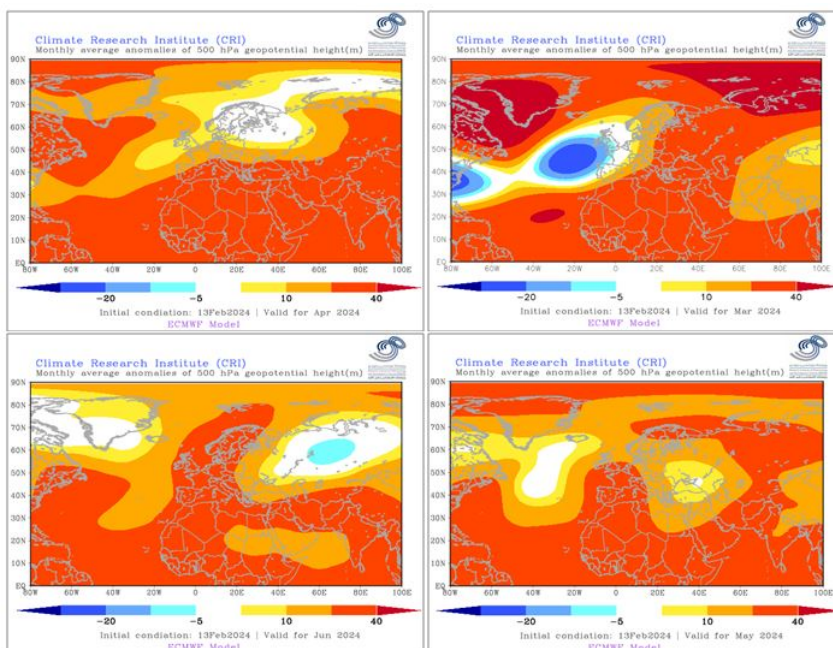 Climate Research Institute (CRI)
Monthly average anomalies of 500 hPa geopotential height(m)
90N
80N
70N
60N
50N
40N
30N
20N
10N
EQ
80W 60W 40W 20W 0 20E 40E 60E 80E 100E
-20 -5 10 40
Initial condiation: 13Feb2024 | Valid for Apr 2024
ECMWF Model
Climate Research Institute (CRI)
Monthly average anomalies of 500 hPa geopotential height(m)
90N
80N
70N
60N
50N
40N
30N
20N
10N
EQ
80W 60W 40W 20W 0 20E 40E 60E 80E 100E
-20 -5 10 40
Initial condiation: 13Feb2024 | Valid for Mar 2024
ECMWF Model
Climate Research Institute (CRI)
Monthly average anomalies of 500 hPa geopotential height(m)
90N
80N
70N
60N
50N
40N
30N
20N
10N
EQ
80W 60W 40W 20W 0 20E 40E 60E 80E 100E
-20 -5 10 40
Initial condiation: 13Feb2024 | Valid for Jun 2024
ECMWF Model
Climate Research Institute (CRI)
Monthly average anomalies of 500 hPa geopotential height(m)
90N
80N
70N
60N
50N
40N
30N
20N
10N
EQ
80W 60W 40W 20W 0 20E 40E 60E 80E 100E
-20 -5 10 40
Initial condiation: 13Feb2024 | Valid for May 2024
ECMWF Model